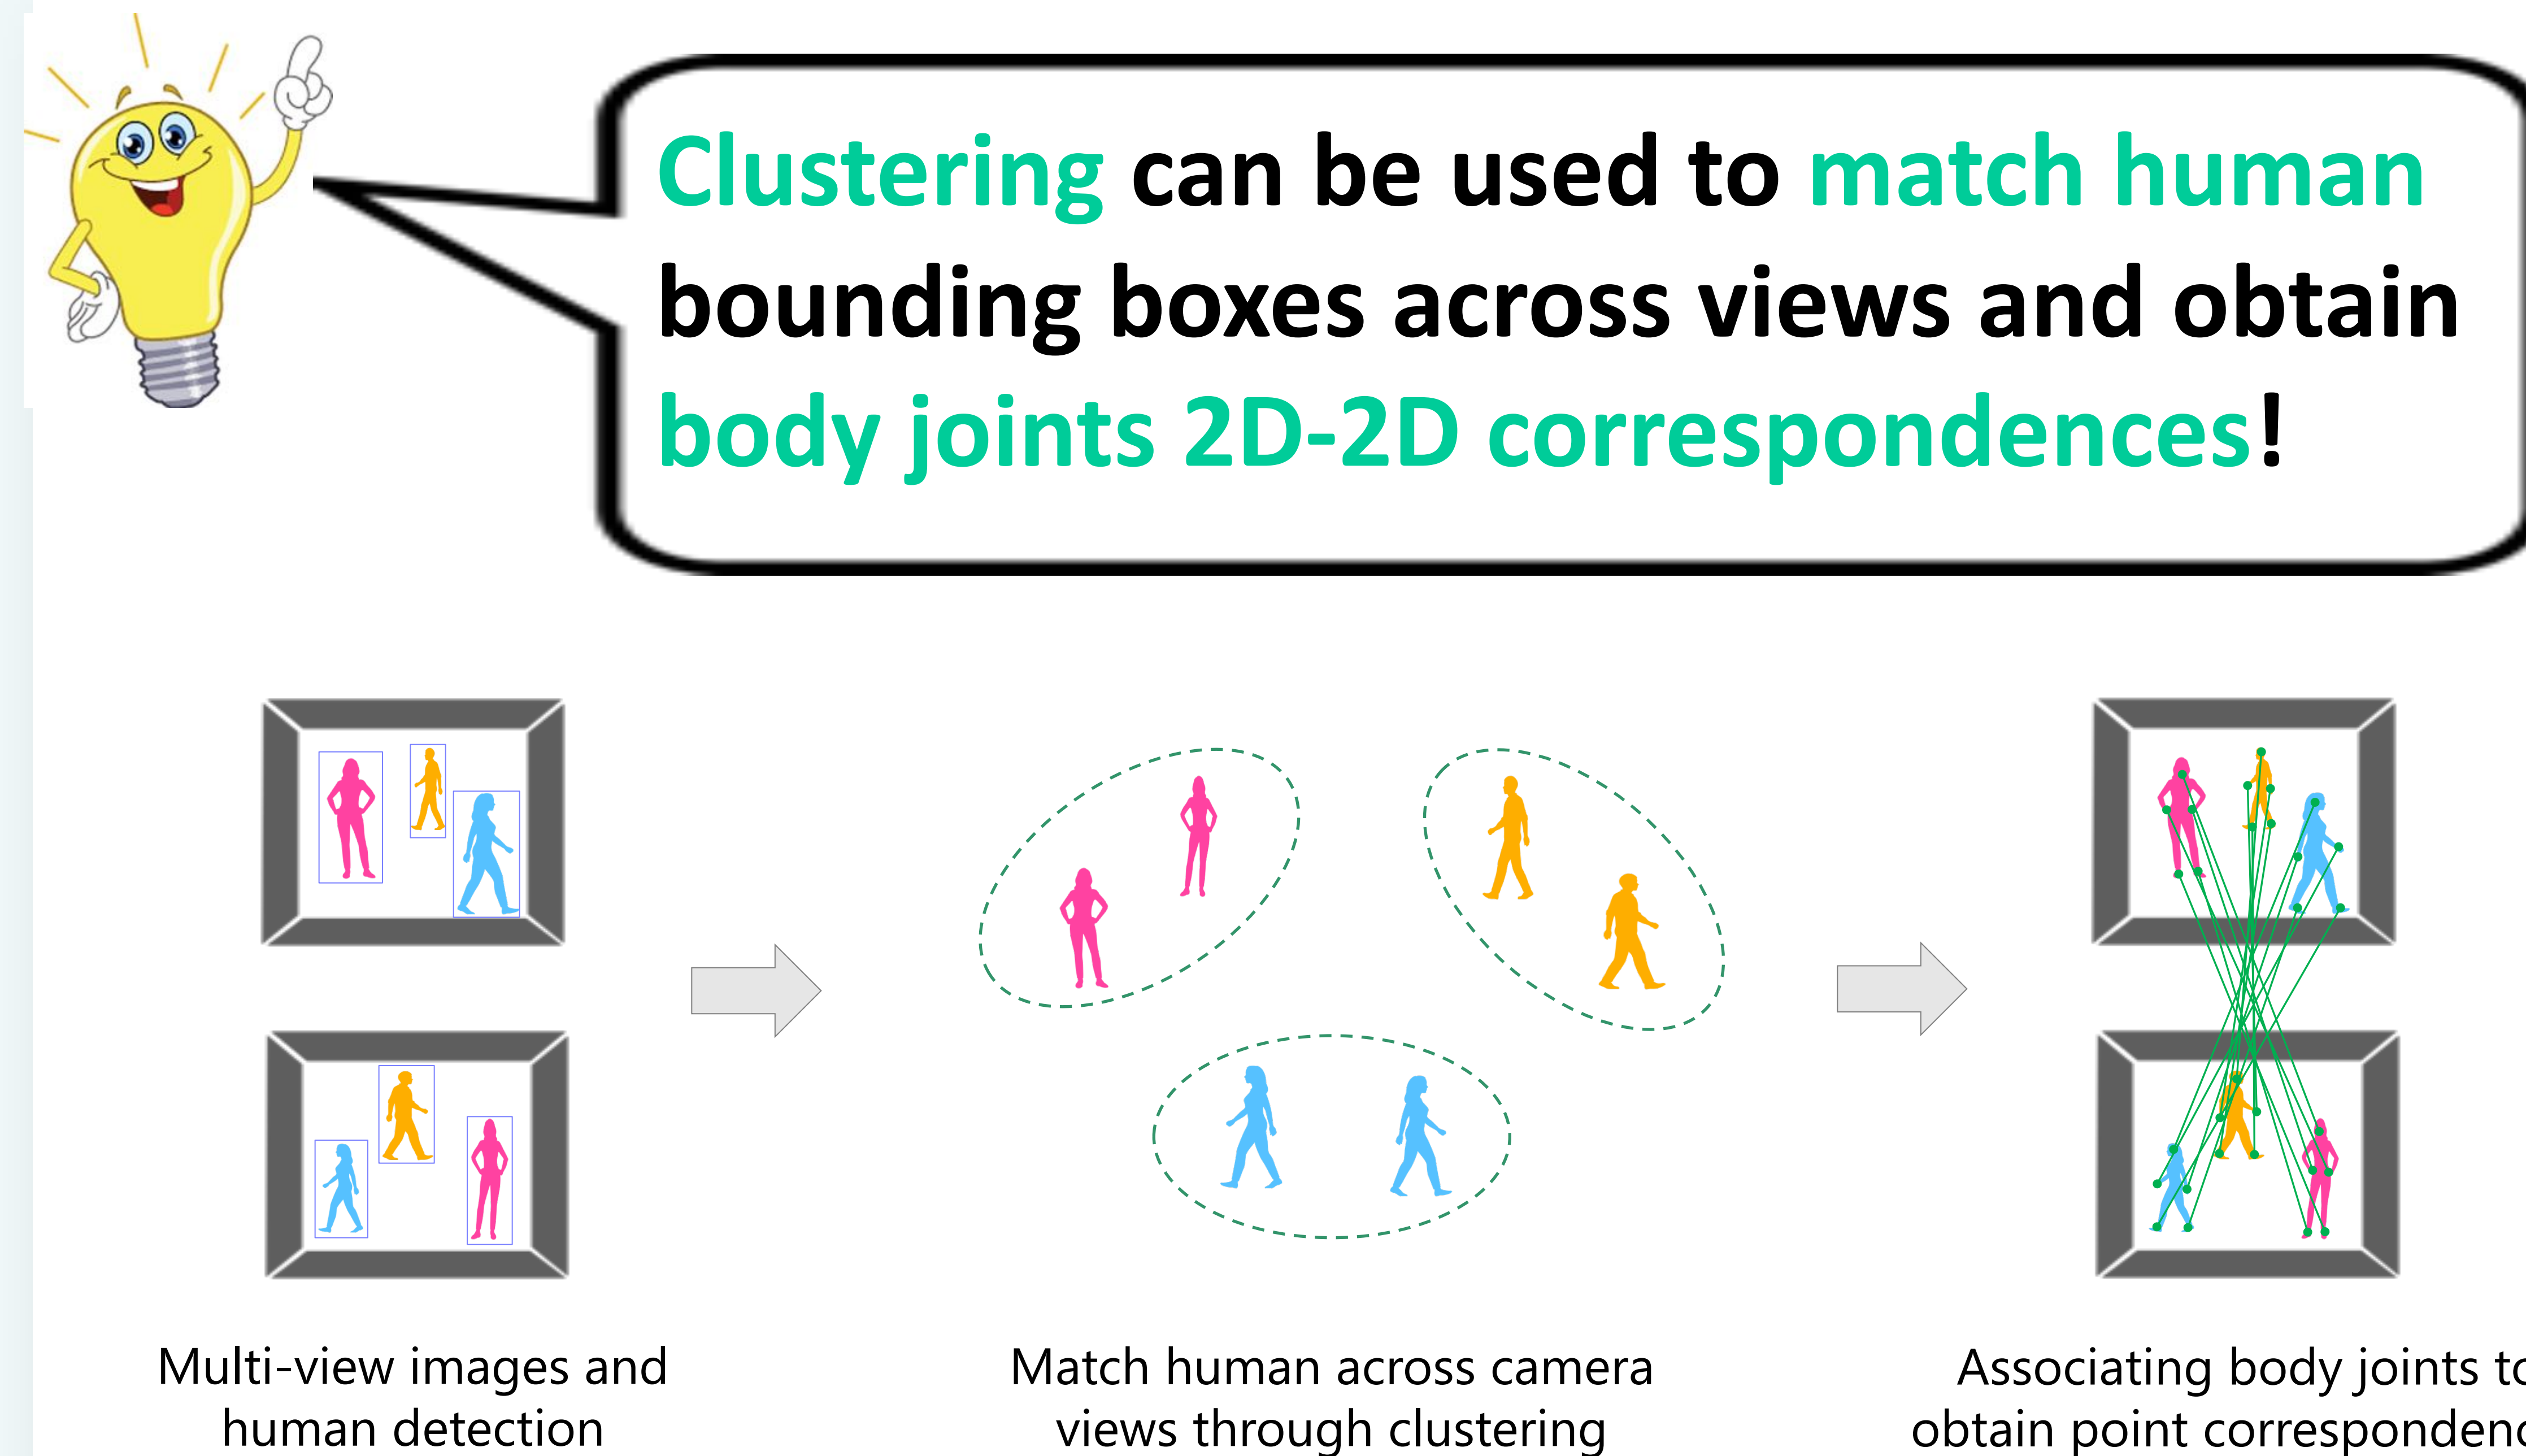 Clustering can be used to match human
bounding boxes across views and obtain
body joints 2D-2D correspondences!
Multi-view images and
human detection
Match human across camera
views through clustering
Associating body joints to
obtain point